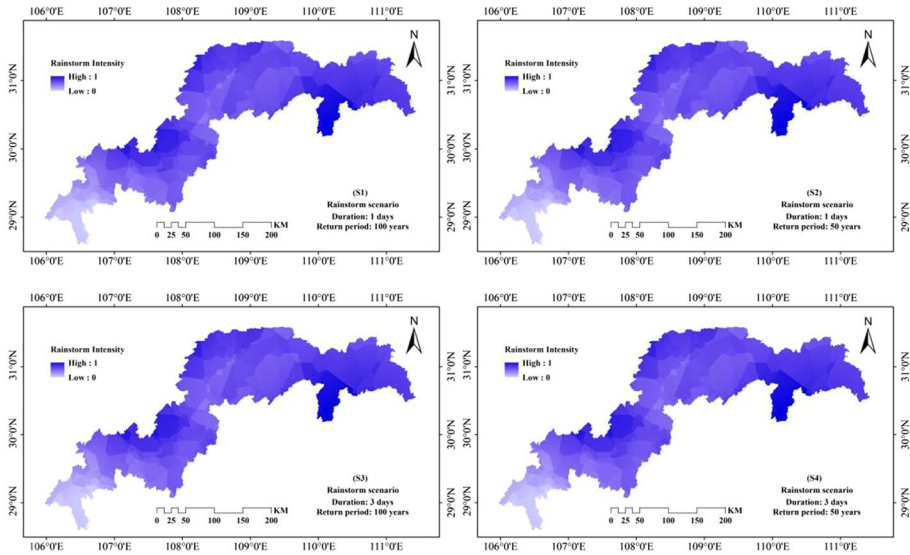 106°0'E 107°0'E 108°0'E 109°0'E 110°0'E 111°0'E
N
Rainstorm Intensity
High : 1
Low : 0
31°0'N
30°0'N
29°0'N
(S1)
Rainstorm scenario
Duration: 1 days
Return period: 100 years
KM
0 25 50 100 150 200
106°0'E 107°0'E 108°0'E 109°0'E 110°0'E 111°0'E
106°0'E 107°0'E 108°0'E 109°0'E 110°0'E 111°0'E
N
Rainstorm Intensity
High : 1
Low : 0
31°0'N
30°0'N
29°0'N
(S2)
Rainstorm scenario
Duration: 1 days
Return period: 50 years
KM
0 25 50 100 150 200
106°0'E 107°0'E 108°0'E 109°0'E 110°0'E 111°0'E
106°0'E 107°0'E 108°0'E 109°0'E 110°0'E 111°0'E
N
Rainstorm Intensity
High : 1
Low : 0
31°0'N
30°0'N
29°0'N
(S3)
Rainstorm scenario
Duration: 3 days
Return period: 100 years
KM
0 25 50 100 150 200
106°0'E 107°0'E 108°0'E 109°0'E 110°0'E 111°0'E
106°0'E 107°0'E 108°0'E 109°0'E 110°0'E 111°0'E
N
Rainstorm Intensity
High : 1
Low : 0
31°0'N
30°0'N
29°0'N
(S4)
Rainstorm scenario
Duration: 3 days
Return period: 50 years
KM
0 25 50 100 150 200
106°0'E 107°0'E 108°0'E 109°0'E 110°0'E 111°0'E